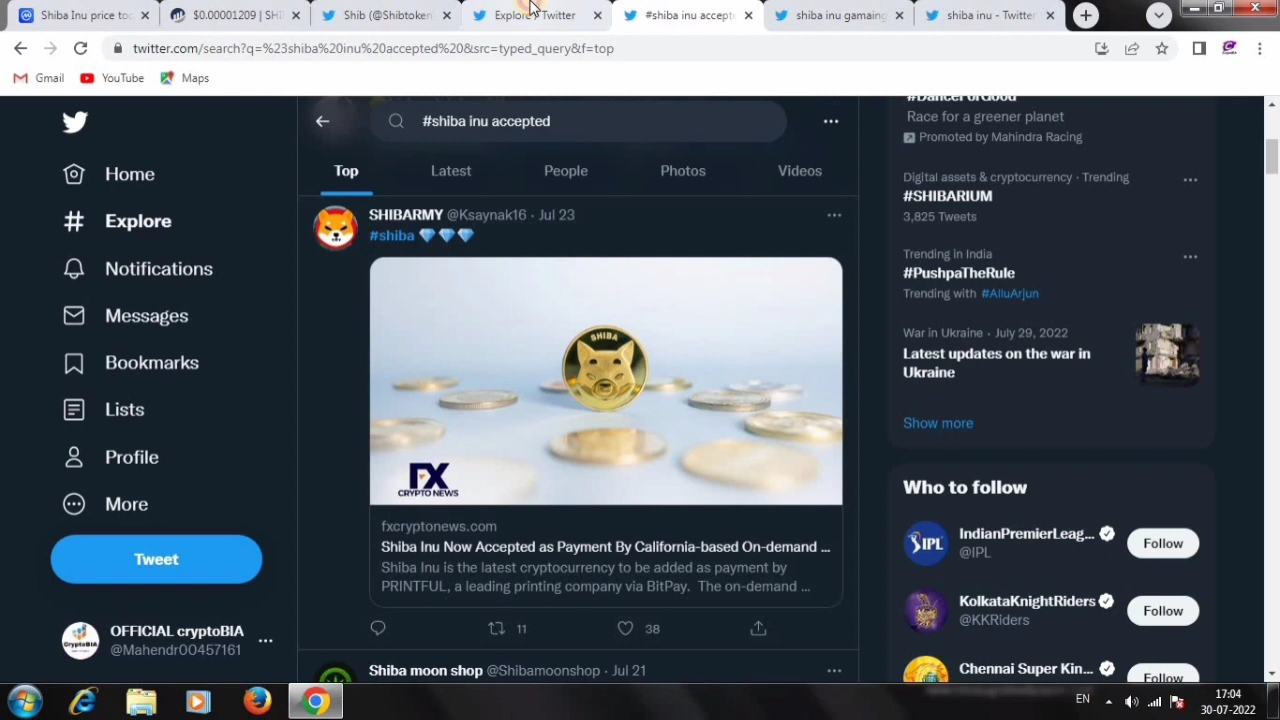 Shiba Inu price toc
$0.00001209 | SHI
Shib (@Shibtoken
Twitter
#shiba inu accept
shiba inu gamaing
shiba inu - Twitter
twitter.com/search?q=%23shiba%20inu%20accepted%20&src=typed_query&f=top
Gmail
YouTube
Maps
Home
Explore
Notifications
Messages
Bookmarks
Lists
Profile
More
Tweet
OFFICIAL cryptoBIA
@Mahendr00457161
#shiba inu accepted
Top
Latest
People
Photos
Videos
SHIBARMY @Ksaynak16 · Jul 23
#shiba 💎💎💎
SHIBA
FX
CRYPTO NEWS
fxcryptonews.com
Shiba Inu Now Accepted as Payment By California-based On-demand ...
Shiba Inu is the latest cryptocurrency to be added as payment by
PRINTFUL, a leading printing company via BitPay. The on-demand ...
11
38
Shiba moon shop @Shibamoonshop · Jul 21
#DanceForGood
Race for a greener planet
Promoted by Mahindra Racing
Digital assets & cryptocurrency · Trending
#SHIBARIUM
3,825 Tweets
Trending in India
#PushpaTheRule
Trending with #AlluArjun
War in Ukraine · July 29, 2022
Latest updates on the war in
Ukraine
Show more
Who to follow
IPL
IndianPremierLeag...
@IPL
Follow
KolkataKnightRiders
@KKRiders
Follow
Chennai Super Kin...
Follow
EN
17:04
30-07-2022